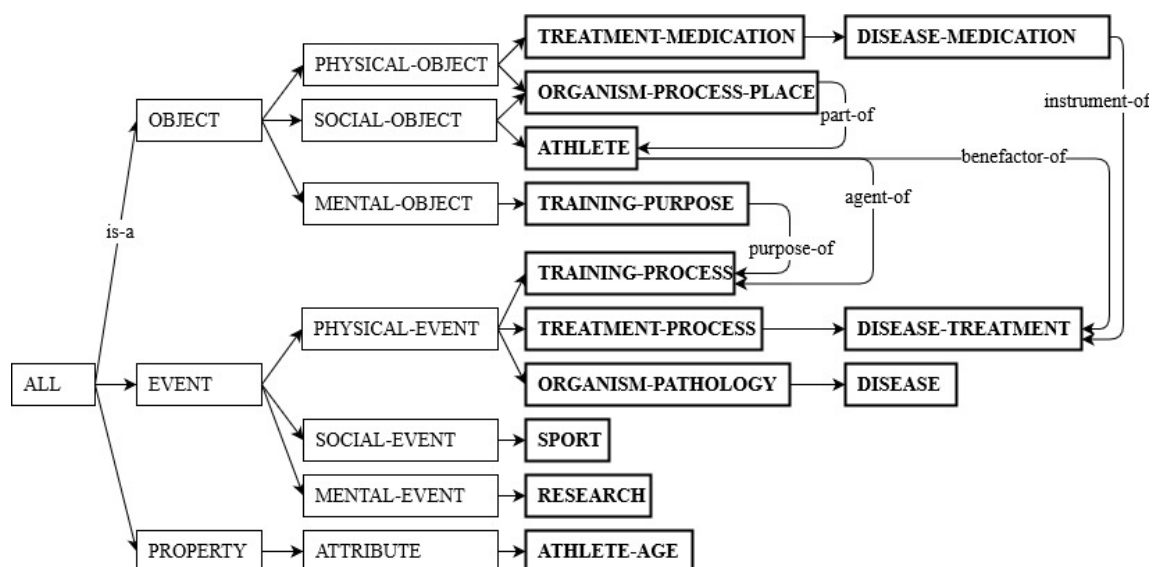 TREATMENT-MEDICATION
DISEASE-MEDICATION
PHYSICAL-OBJECT
ORGANISM-PROCESS-PLACE
instrument-of
OBJECT
SOCIAL-OBJECT
part-of
ATHLETE
benefactor-of
MENTAL-OBJECT
TRAINING-PURPOSE
agent-of
is-a
purpose-of
TRAINING-PROCESS
PHYSICAL-EVENT
TREATMENT-PROCESS
DISEASE-TREATMENT
ALL
EVENT
ORGANISM-PATHOLOGY
DISEASE
SOCIAL-EVENT
SPORT
MENTAL-EVENT
RESEARCH
PROPERTY
ATTRIBUTE
ATHLETE-AGE